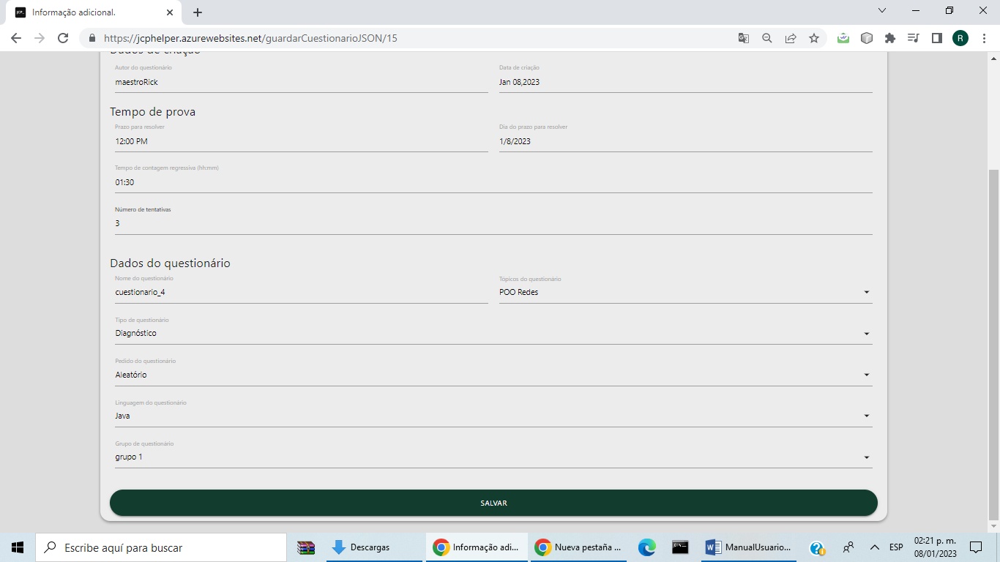 Informação adicional.
https://jcphelper.azurewebsites.net/guardarCuestionarioJSON/15
R
Dados de criação
Autor do questionário
Data de criação
maestroRick
Jan 08,2023
Tempo de prova
Prazo para resolver
Dia do prazo para resolver
12:00 PM
1/8/2023
Tempo de contagem regressiva (hh:mm)
01:30
Número de tentativas
3
Dados do questionário
Nome do questionário
Tópicos do questionário
cuestionario_4
POO Redes
Tipo de questionário
Diagnóstico
Pedido do questionário
Aleatório
Linguagem do questionário
Java
Grupo de questionário
grupo 1
SALVAR
Escribe aquí para buscar
Descargas
Informação adi...
Nueva pestaña ...
ManualUsuario...
ESP
02:21 p. m.
08/01/2023